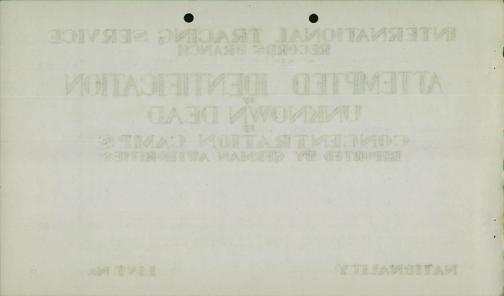 INTERNATIONAL TRACING SERVICE
RECORDS BRANCH
ATTEMPTED IDENTIFICATION
OF
UNKNOWN DEAD
IN
CONCENTRATION CAMPS
REPORTED BY GERMAN AUTHORITIES
NATIONALITY LIST No.